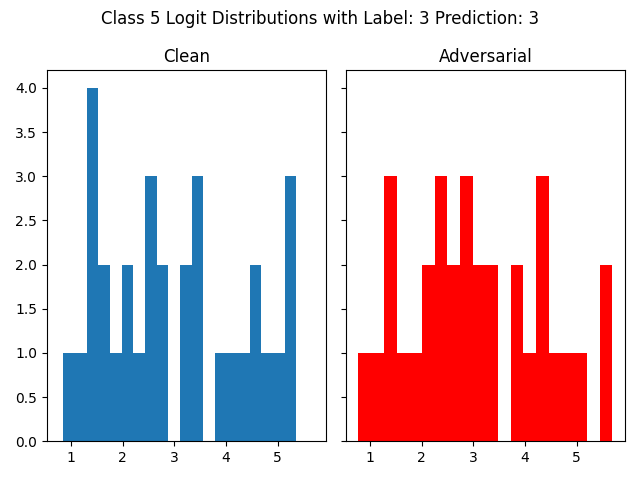 Class 5 Logit Distributions with Label: 3 Prediction: 3
Clean
Adversarial
4.0
3.5
3.0
2.5
2.0
1.5
1.0
0.5
0.0
1 2 3 4 5
1 2 3 4 5